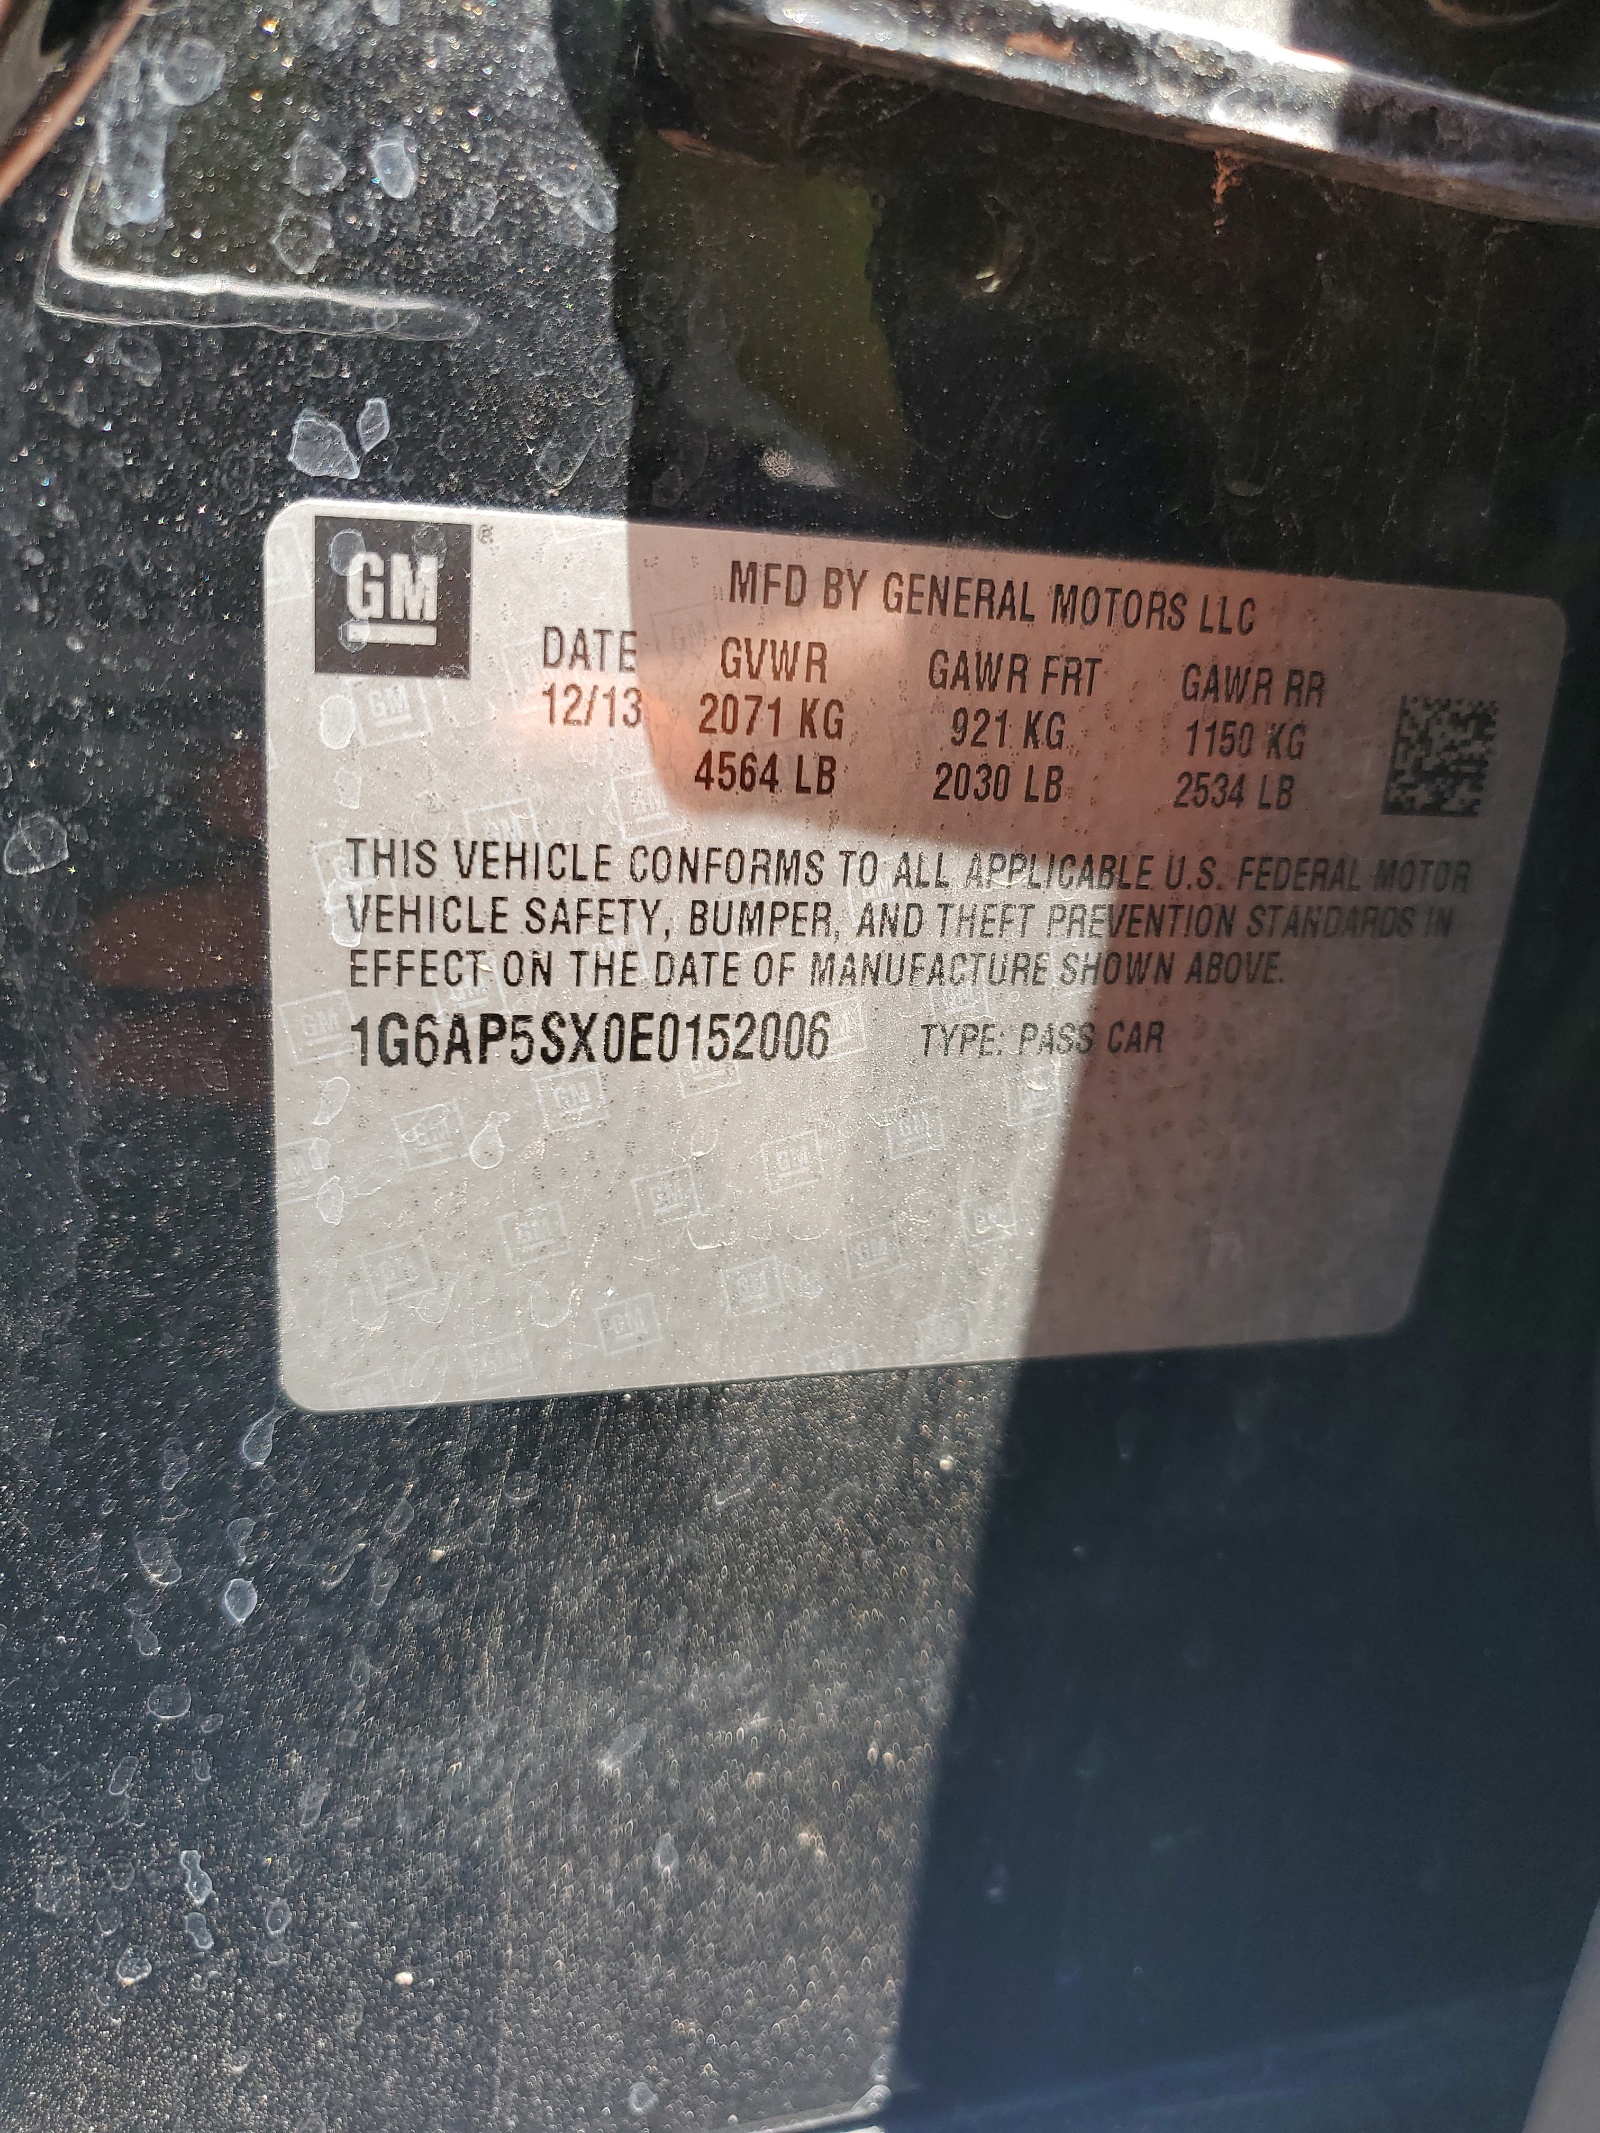 GM®
MFD BY GENERAL MOTORS LLC
DATE GVWR GAWR FRT GAWR RR
12/13 2071 KG 921 KG 1150 KG
4564 LB 2030 LB 2534 LB
THIS VEHICLE CONFORMS TO ALL APPLICABLE U.S. FEDERAL MOTOR
VEHICLE SAFETY, BUMPER, AND THEFT PREVENTION STANDARDS IN
EFFECT ON THE DATE OF MANUFACTURE SHOWN ABOVE.
1G6AP5SX0E0152006 TYPE: PASS CAR